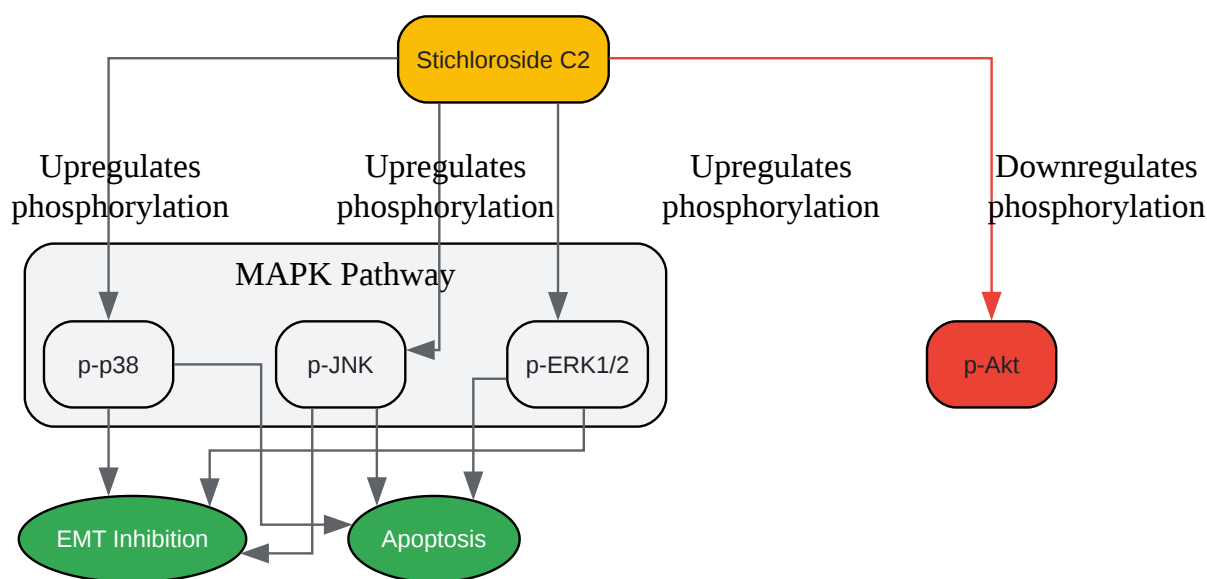 Stichloroside C2
Upregulates
phosphorylation
Upregulates
phosphorylation
Upregulates
phosphorylation
Downregulates
phosphorylation
MAPK Pathway
p-p38
p-JNK
p-ERK1/2
p-Akt
EMT Inhibition
Apoptosis